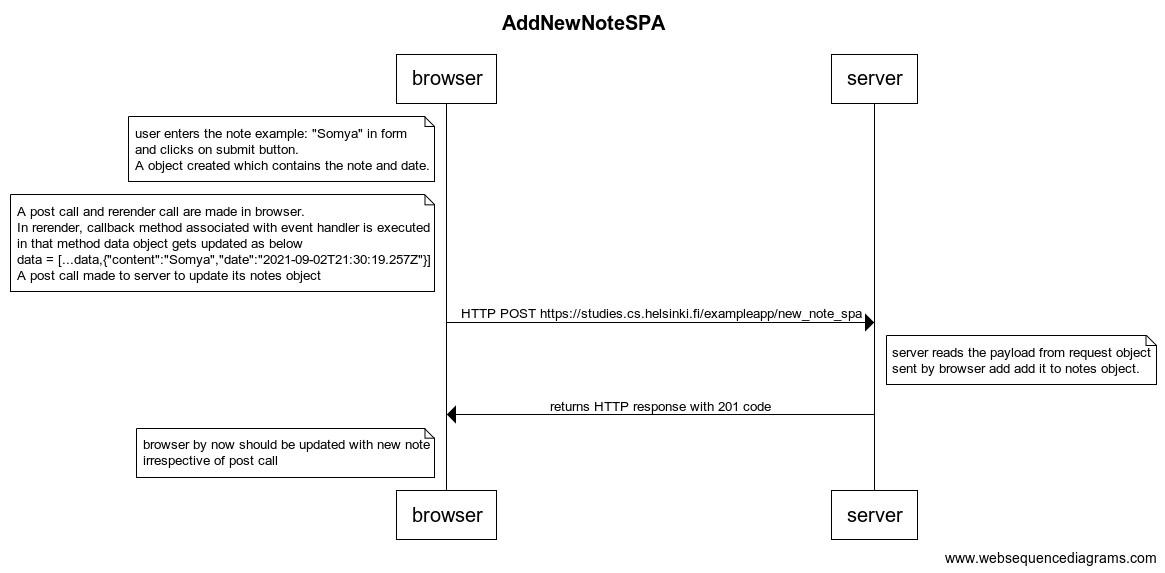 AddNewNoteSPA
browser
server
user enters the note example: "Somya" in form
and clicks on submit button.
A object created which contains the note and date.
A post call and rerender call are made in browser.
In rerender, callback method associated with event handler is executed
in that method data object gets updated as below
data = [...data,{"content":"Somya","date":"2021-09-02T21:30:19.257Z"}]
A post call made to server to update its notes object
HTTP POST https://studies.cs.helsinki.fi/exampleapp/new_note_spa
server reads the payload from request object
sent by browser add add it to notes object.
returns HTTP response with 201 code
browser by now should be updated with new note
irrespective of post call
browser
server
www.websequencediagrams.com